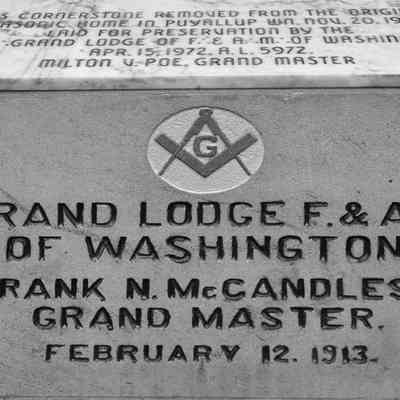 S CORNERSTONE REMOVED FROM THE ORIGI
ASONIC HOME IN PUYALLUP WN. NOV. 20, 19
LAID FOR PRESERVATION BY THE
GRAND LODGE OF F. & A. M. OF WASHIN
APR. 15, 1972, A.L. 5972.
MILTON V. POE, GRAND MASTER
G
RAND LODGE F. & A
OF WASHINGTON
RANK N. McCANDLES
GRAND MASTER.
FEBRUARY 12. 1913.